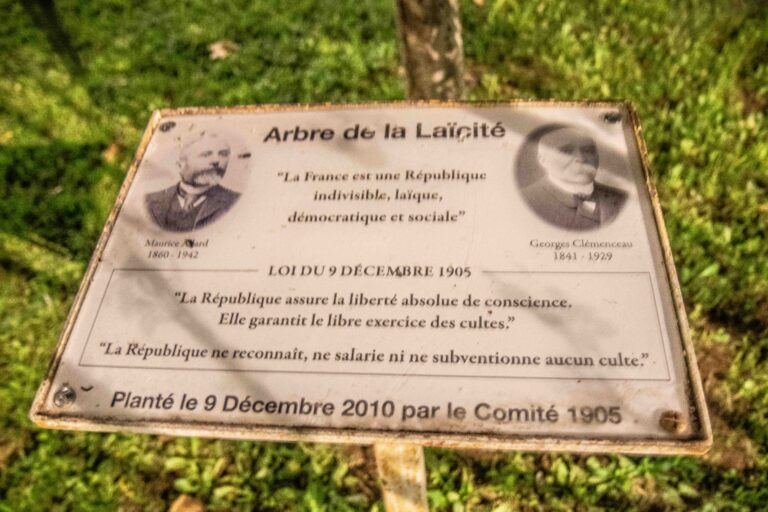 Arbre de la Laïcité
"La France est une République
indivisible, laïque,
démocratique et sociale"
Maurice Allard
1860 - 1942
Georges Clémenceau
1841 - 1929
LOI DU 9 DÉCEMBRE 1905
"La République assure la liberté absolue de conscience.
Elle garantit le libre exercice des cultes."
"La République ne reconnaît, ne salarie ni ne subventionne aucun culte."
Planté le 9 Décembre 2010 par le Comité 1905